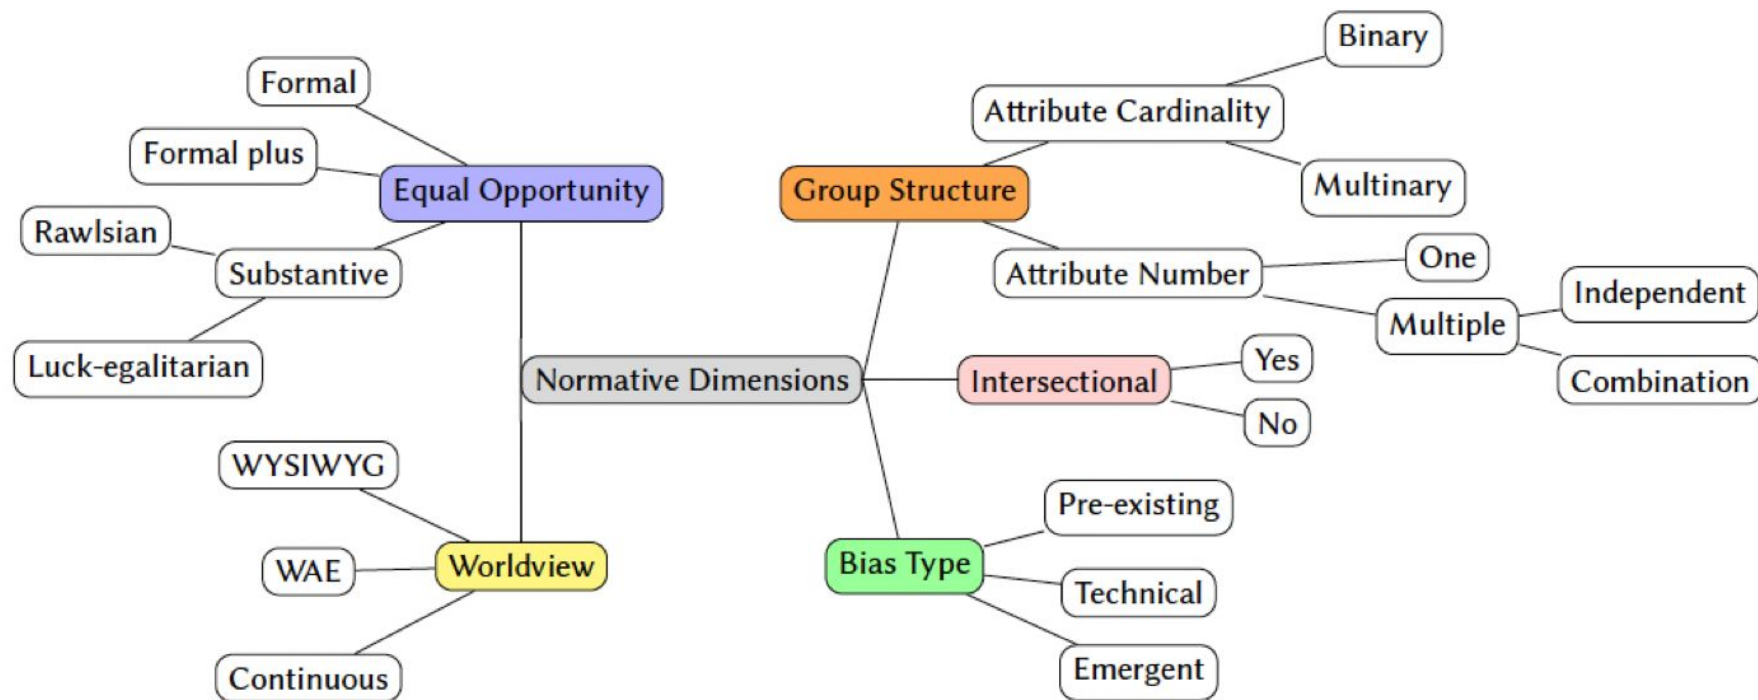 Binary
Formal
Attribute Cardinality
Formal plus
Equal Opportunity
Group Structure
Multinary
Rawlsian
Substantive
Attribute Number
One
Independent
Multiple
Luck-egalitarian
Normative Dimensions
Intersectional
Yes
Combination
No
WYSIWYG
Pre-existing
WAE
Worldview
Bias Type
Technical
Continuous
Emergent